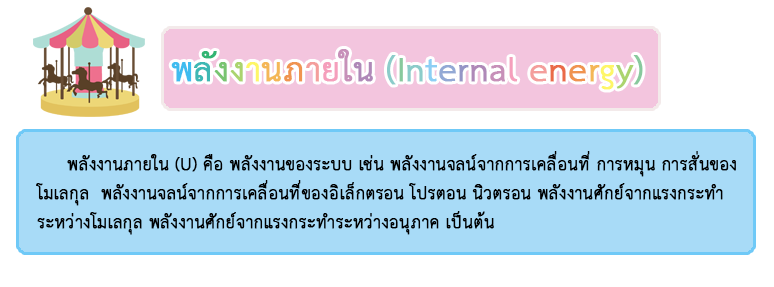 พลังงานภายใน (Internal energy)
พลังงานภายใน (U) คือ พลังงานของระบบ เช่น พลังงานจลน์จากการเคลื่อนที่ การหมุน การสั่นของ
โมเลกุล พลังงานจลน์จากการเคลื่อนที่ของอิเล็กตรอน โปรตอน นิวตรอน พลังงานศักย์จากแรงกระทำ
ระหว่างโมเลกุล พลังงานศักย์จากแรงกระทำระหว่างอนุภาค เป็นต้น